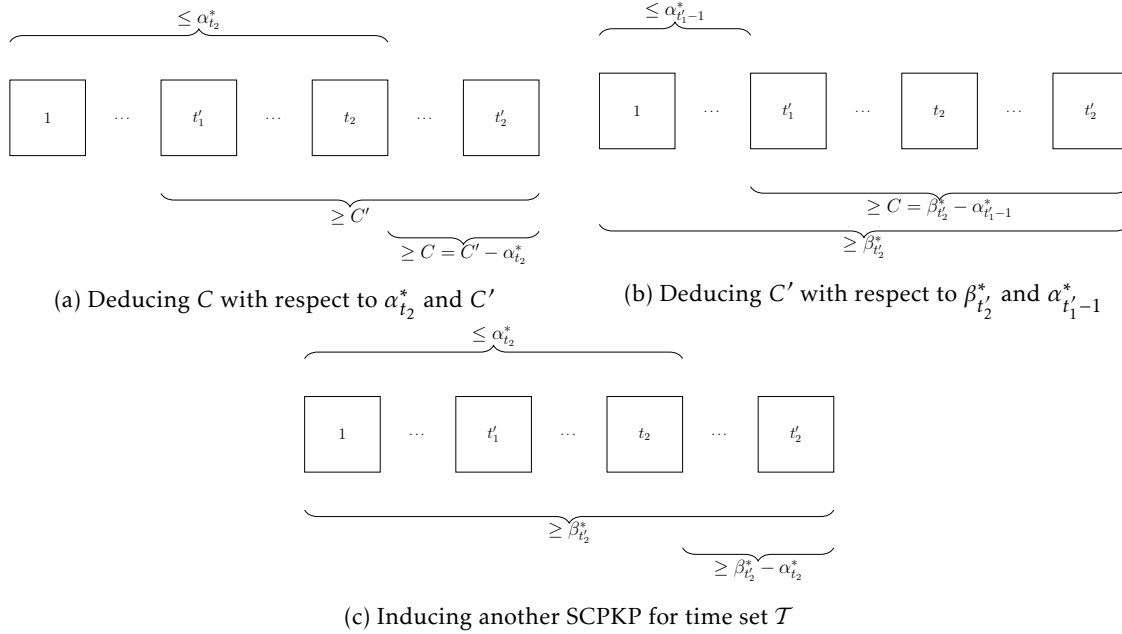 ≤ α*_{t_2}
1 ... t'_1 ... t_2 ... t'_2
≥ C'
≥ C = C' − α*_{t_2}
(a) Deducing C with respect to α*_{t_2} and C'
≤ α*_{t'_1−1}
1 ... t'_1 ... t_2 ... t'_2
≥ C = β*_{t'_2} − α*_{t'_1−1}
≥ β*_{t'_2}
(b) Deducing C' with respect to β*_{t'_2} and α*_{t'_1−1}
≤ α*_{t_2}
1 ... t'_1 ... t_2 ... t'_2
≥ β*_{t'_2}
≥ β*_{t'_2} − α*_{t_2}
(c) Inducing another SCPKP for time set 𝒯